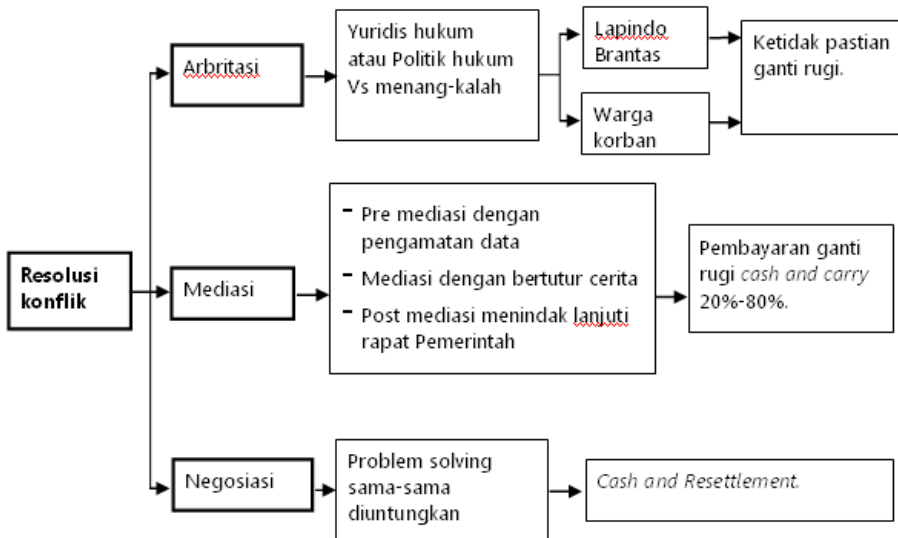 Resolusi
konflik
Arbritasi
Yuridis hukum
atau Politik hukum
Vs menang-kalah
Lapindo
Brantas
Warga
korban
Ketidak pastian
ganti rugi.
Mediasi
- Pre mediasi dengan
pengamatan data
- Mediasi dengan bertutur cerita
- Post mediasi menindak lanjuti
rapat Pemerintah
Pembayaran ganti
rugi cash and carry
20%-80%.
Negosiasi
Problem solving
sama-sama
diuntungkan
Cash and Resettlement.